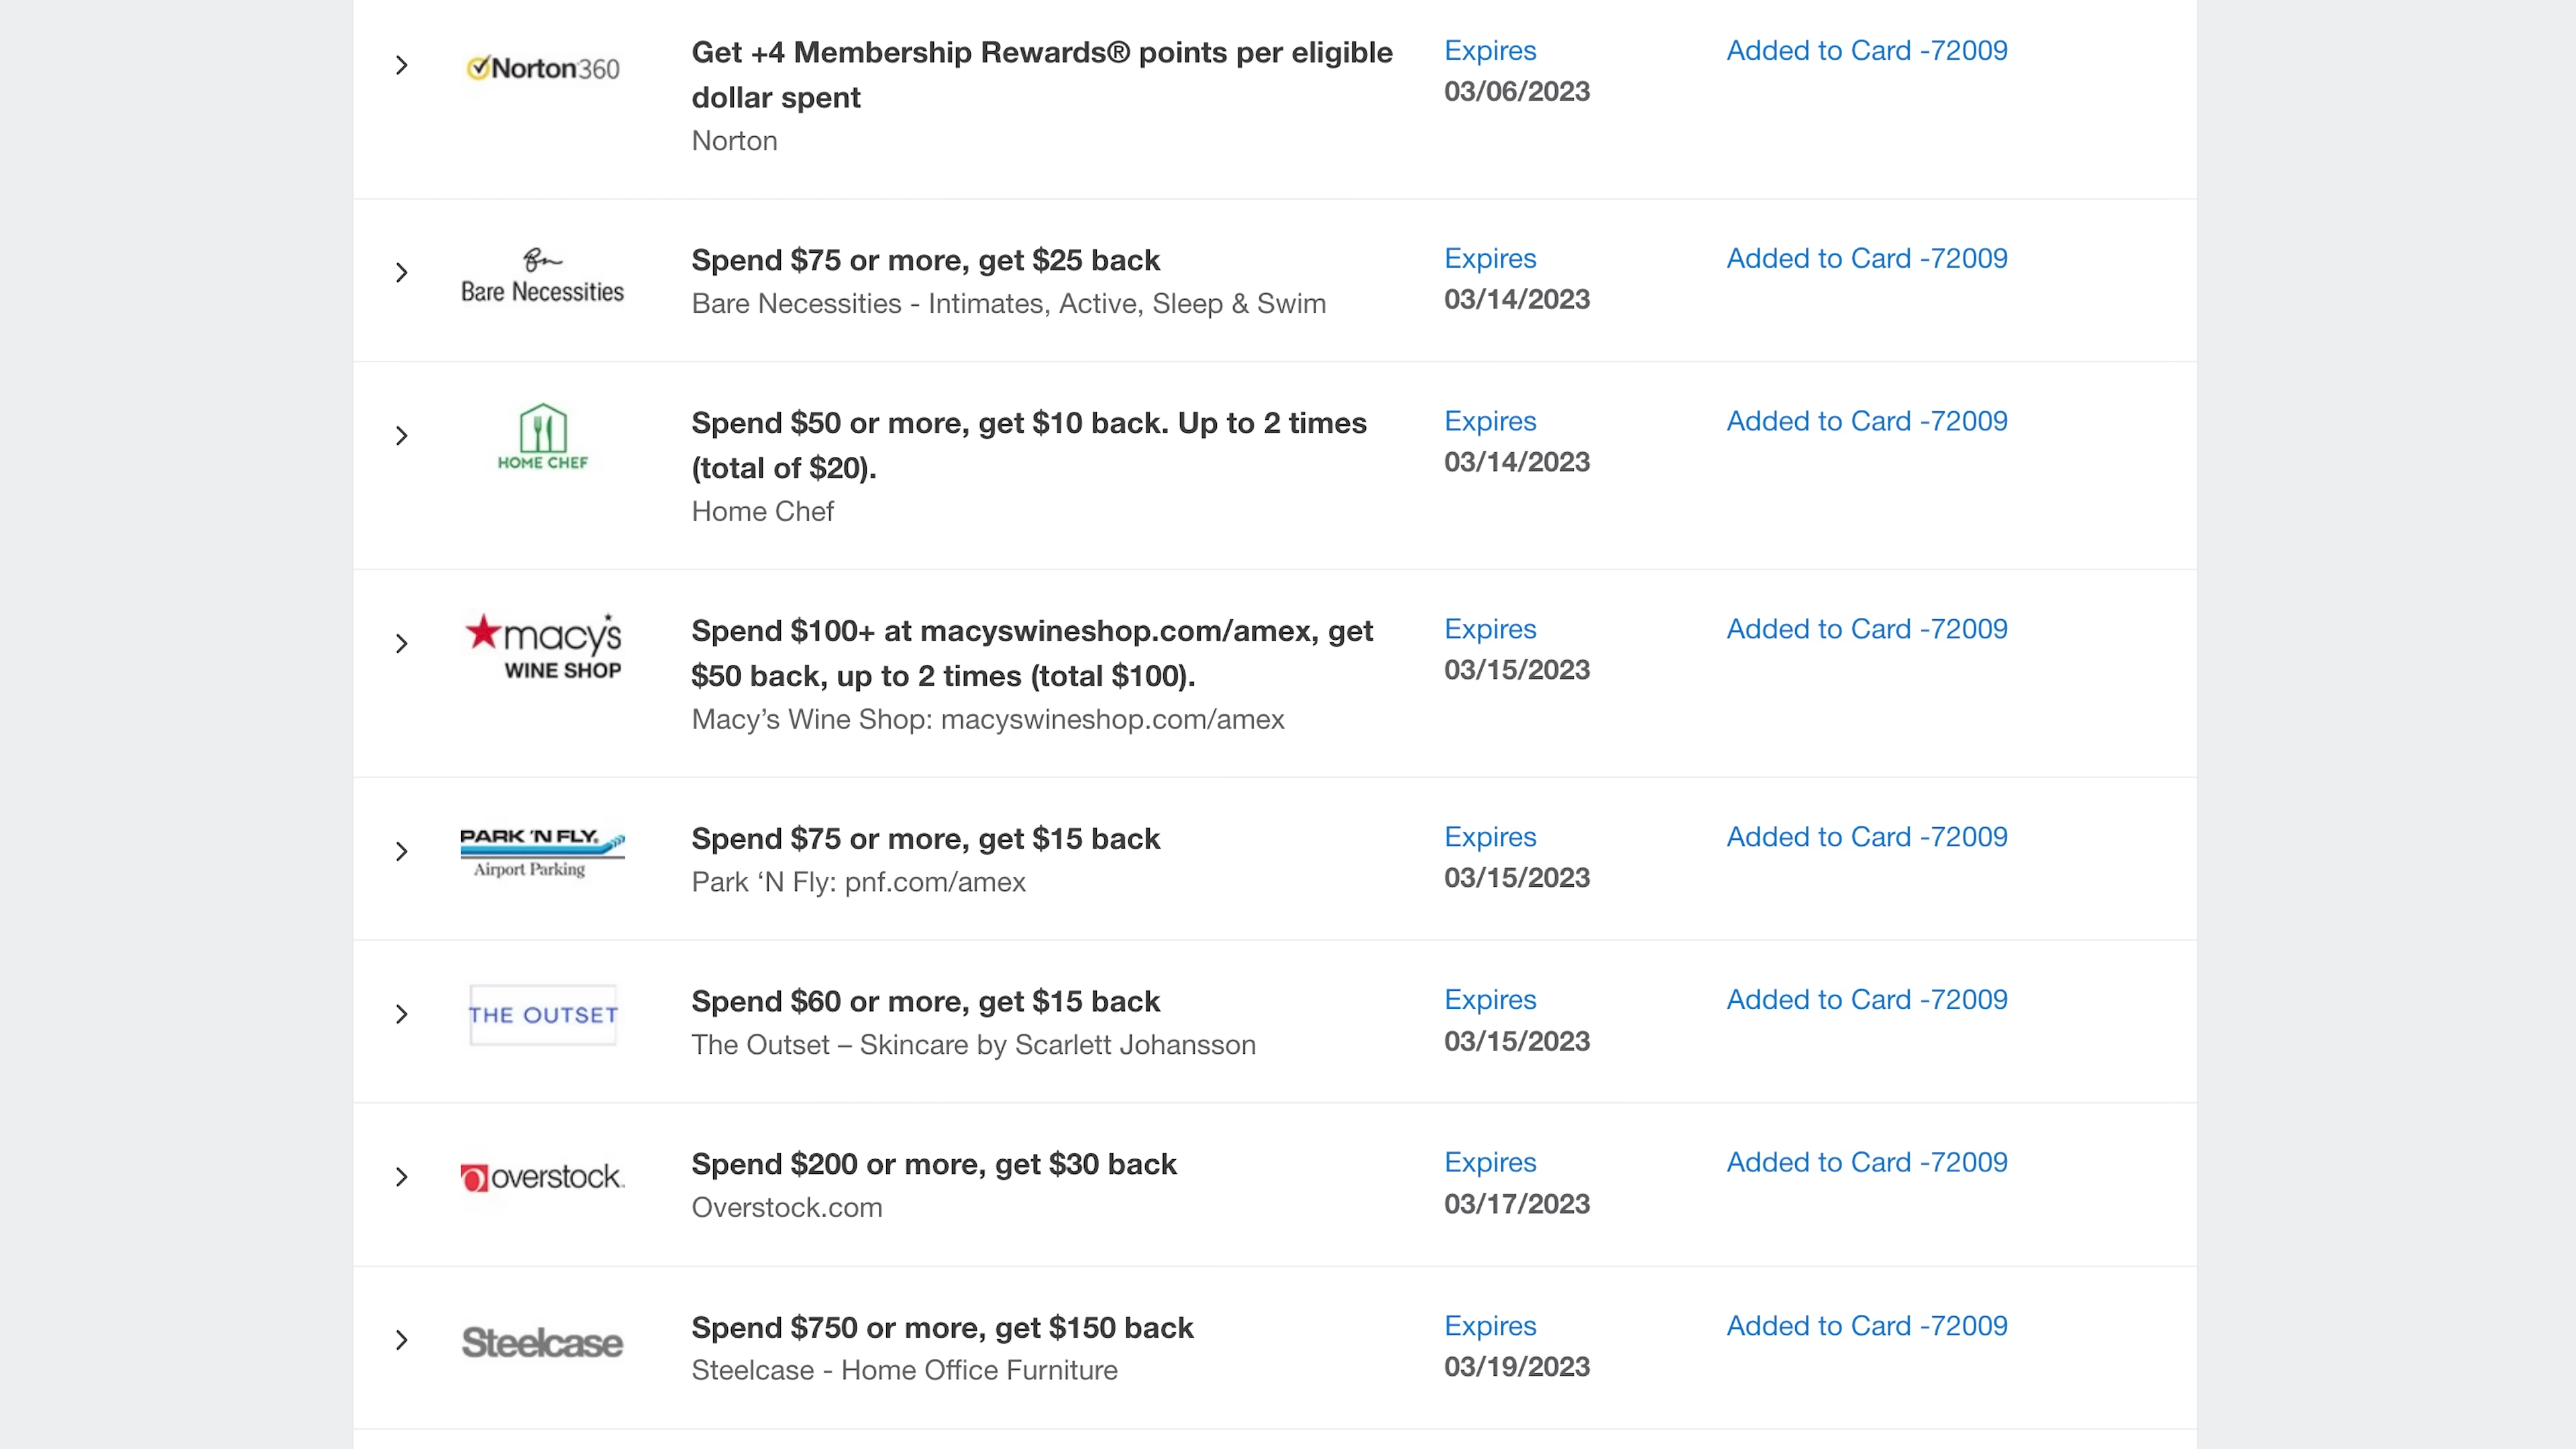 Norton360
Get +4 Membership Rewards® points per eligible
dollar spent
Norton
Expires
03/06/2023
Added to Card -72009
Bare Necessities
Spend $75 or more, get $25 back
Bare Necessities - Intimates, Active, Sleep & Swim
Expires
03/14/2023
Added to Card -72009
HOME CHEF
Spend $50 or more, get $10 back. Up to 2 times
(total of $20).
Home Chef
Expires
03/14/2023
Added to Card -72009
macy's
WINE SHOP
Spend $100+ at macyswineshop.com/amex, get
$50 back, up to 2 times (total $100).
Macy’s Wine Shop: macyswineshop.com/amex
Expires
03/15/2023
Added to Card -72009
PARK 'N FLY.
Airport Parking
Spend $75 or more, get $15 back
Park ‘N Fly: pnf.com/amex
Expires
03/15/2023
Added to Card -72009
THE OUTSET
Spend $60 or more, get $15 back
The Outset – Skincare by Scarlett Johansson
Expires
03/15/2023
Added to Card -72009
overstock.
Spend $200 or more, get $30 back
Overstock.com
Expires
03/17/2023
Added to Card -72009
Steelcase
Spend $750 or more, get $150 back
Steelcase - Home Office Furniture
Expires
03/19/2023
Added to Card -72009